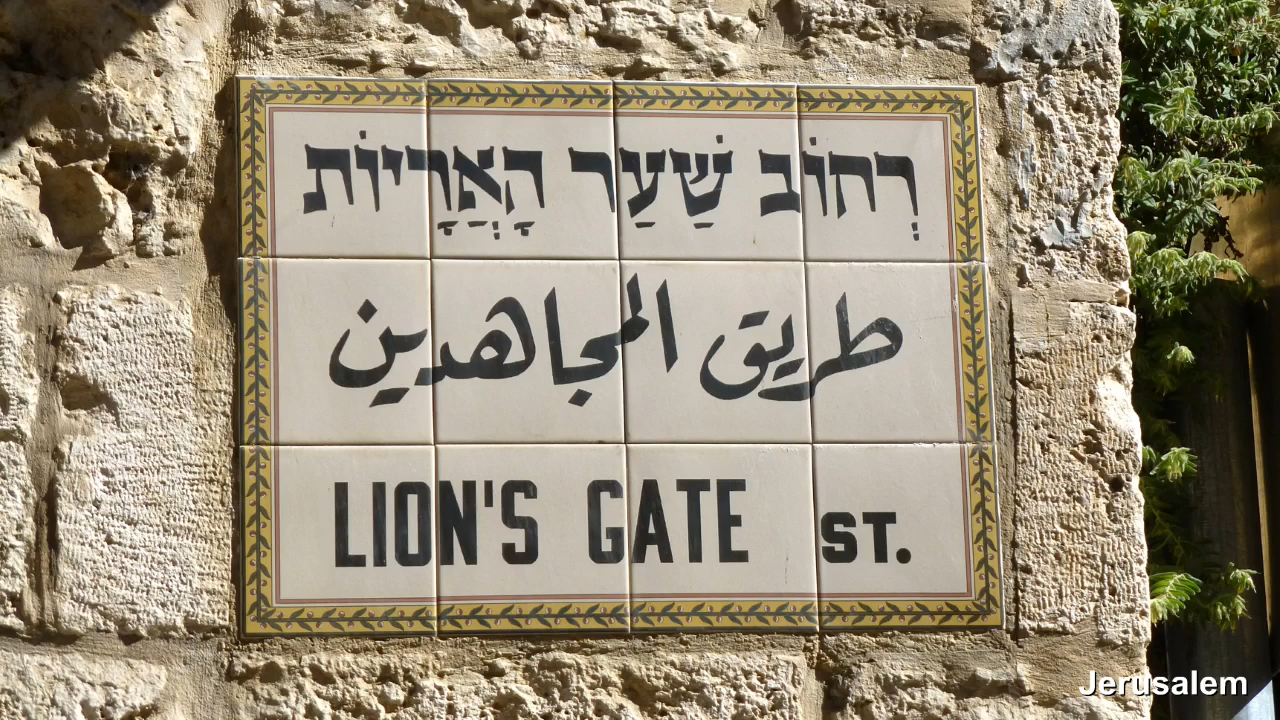 רְחוֹב שַׁעַר הָאֲרָיוֹת
طريق المجاهدين
LION'S GATE ST.
Jerusalem